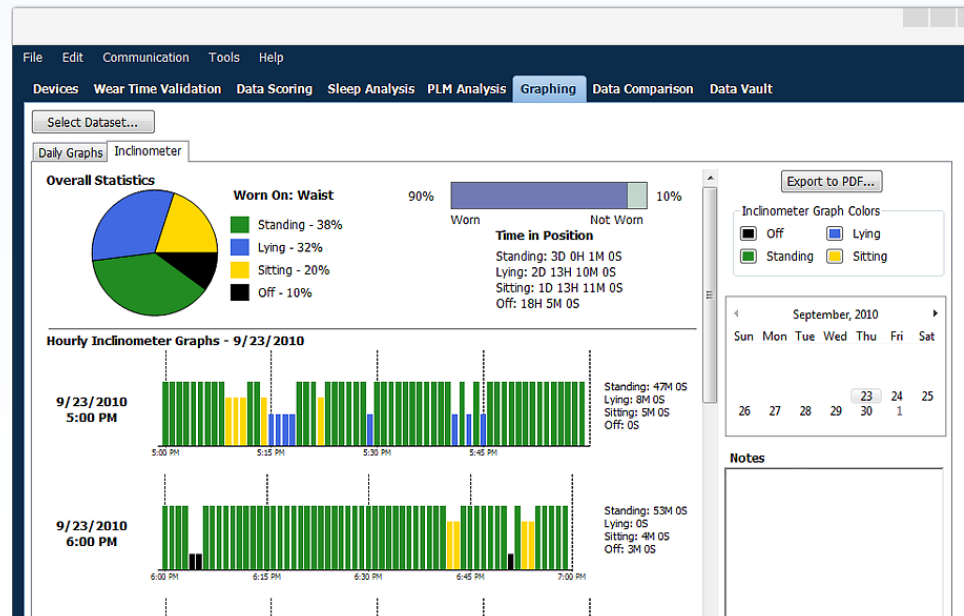 File Edit Communication Tools Help
Devices Wear Time Validation Data Scoring Sleep Analysis PLM Analysis Graphing Data Comparison Data Vault
Select Dataset...
Daily Graphs Inclinometer
Overall Statistics
Worn On: Waist
Standing - 38%
Lying - 32%
Sitting - 20%
Off - 10%
90% 10%
Worn Not Worn
Time in Position
Standing: 3D 0H 1M 0S
Lying: 2D 13H 10M 0S
Sitting: 1D 13H 11M 0S
Off: 18H 5M 0S
Hourly Inclinometer Graphs - 9/23/2010
9/23/2010
5:00 PM
5:00 PM 5:15 PM 5:30 PM 5:45 PM
Standing: 47M 0S
Lying: 8M 0S
Sitting: 5M 0S
Off: 0S
9/23/2010
6:00 PM
6:00 PM 6:15 PM 6:30 PM 6:45 PM 7:00 PM
Standing: 53M 0S
Lying: 0S
Sitting: 4M 0S
Off: 3M 0S
Export to PDF...
Inclinometer Graph Colors
Off Lying
Standing Sitting
September, 2010
Sun Mon Tue Wed Thu Fri Sat
23 24 25
26 27 28 29 30 1
Notes